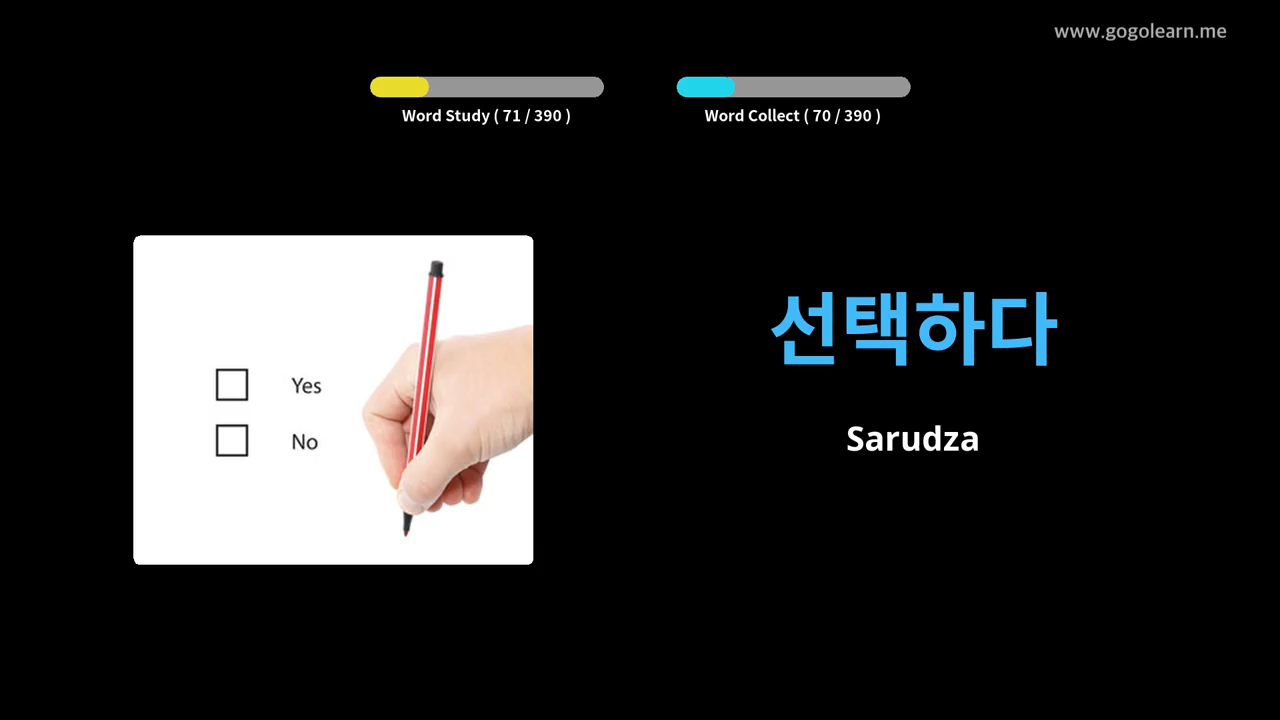 www.gogolearn.me
Word Study ( 71 / 390 )
Word Collect ( 70 / 390 )
Yes
No
선택하다
Sarudza